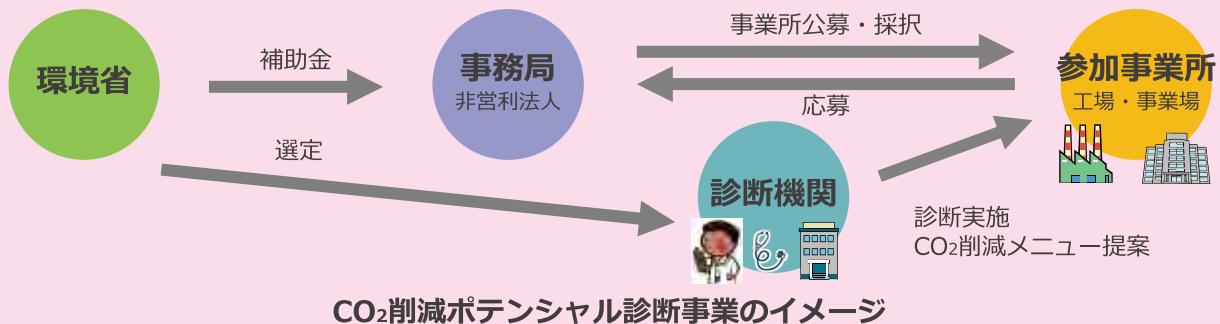 環境省
補助金
事務局
非営利法人
事業所公募・採択
応募
参加事業所
工場・事業場
選定
診断機関
診断実施
CO₂削減メニュー提案
CO₂削減ポテンシャル診断事業のイメージ